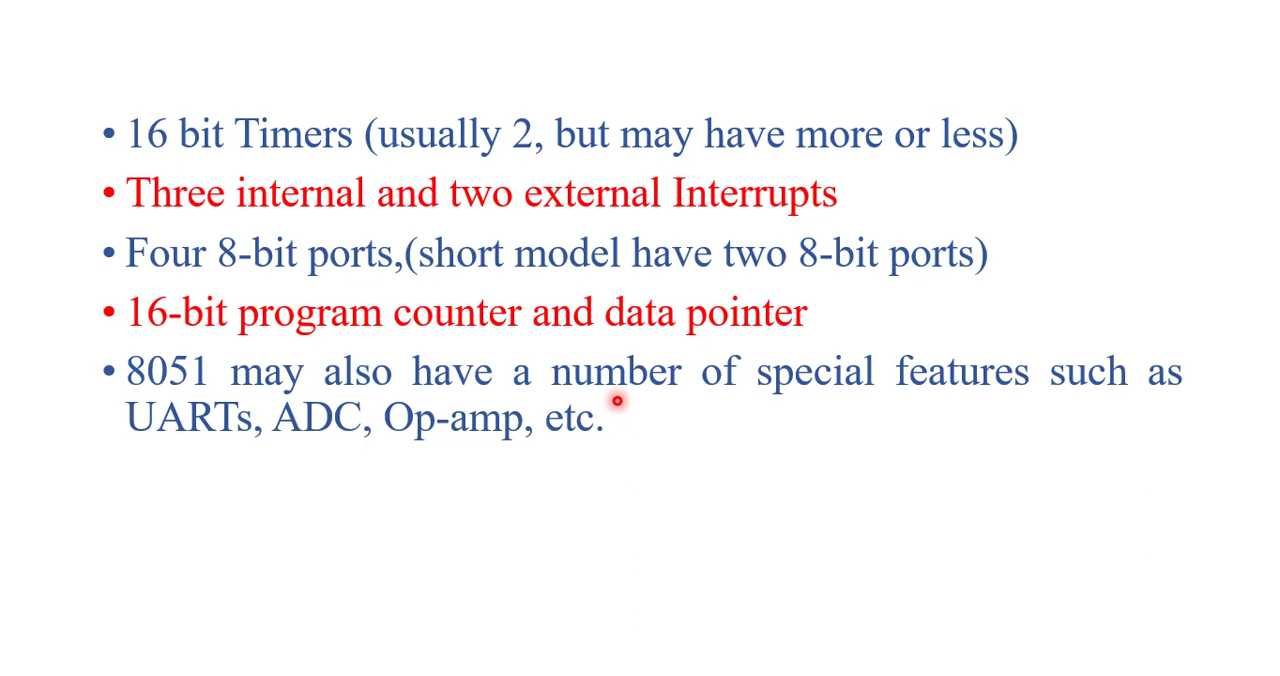 • 16 bit Timers (usually 2, but may have more or less)
• Three internal and two external Interrupts
• Four 8-bit ports,(short model have two 8-bit ports)
• 16-bit program counter and data pointer
• 8051 may also have a number of special features such as
UARTs, ADC, Op-amp, etc.